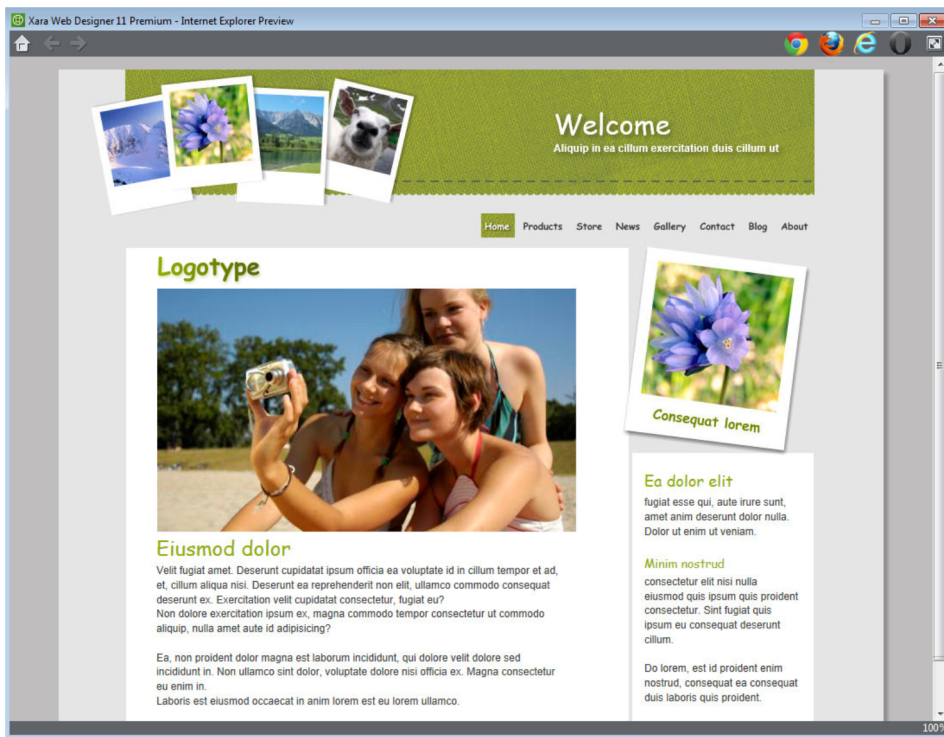 Xara Web Designer 11 Premium - Internet Explorer Preview
Welcome
Aliquip in ea cillum exercitation duis cillum ut
Home Products Store News Gallery Contact Blog About
Logotype
Consequat lorem
Eiusmod dolor
Velit fugiat amet. Deserunt cupidatat ipsum officia ea voluptate id in cillum tempor et ad,
et, cillum aliqua nisi. Deserunt ea reprehenderit non elit, ullamco commodo consequat
deserunt ex. Exercitation velit cupidatat consectetur, fugiat eu?
Non dolore exercitation ipsum ex, magna commodo tempor consectetur ut commodo
aliquip, nulla amet aute id adipisicing?
Ea, non proident dolor magna est laborum incididunt, qui dolore velit dolore sed
incididunt in. Non ullamco sint dolor, voluptate dolore nisi officia ex. Magna consectetur
eu enim in.
Laboris est eiusmod occaecat in anim lorem est eu lorem ullamco.
Ea dolor elit
fugiat esse qui, aute irure sunt,
amet anim deserunt dolor nulla.
Dolor ut enim ut veniam.
Minim nostrud
consectetur elit nisi nulla
eiusmod quis ipsum quis proident
consectetur. Sint fugiat quis
ipsum eu consequat deserunt
cillum.
Do lorem, est id proident enim
nostrud, consequat ea consequat
duis laboris quis proident.
100%